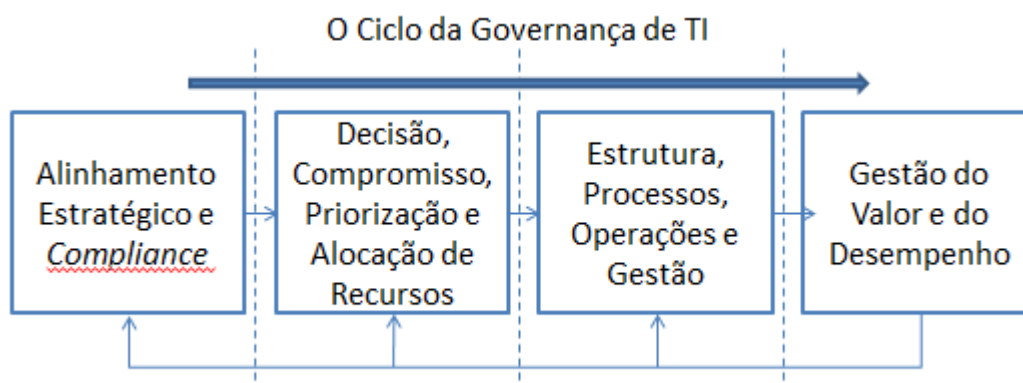 O Ciclo da Governança de TI
Alinhamento
Estratégico e
Compliance
Decisão,
Compromisso,
Priorização e
Alocação de
Recursos
Estrutura,
Processos,
Operações e
Gestão
Gestão do
Valor e do
Desempenho